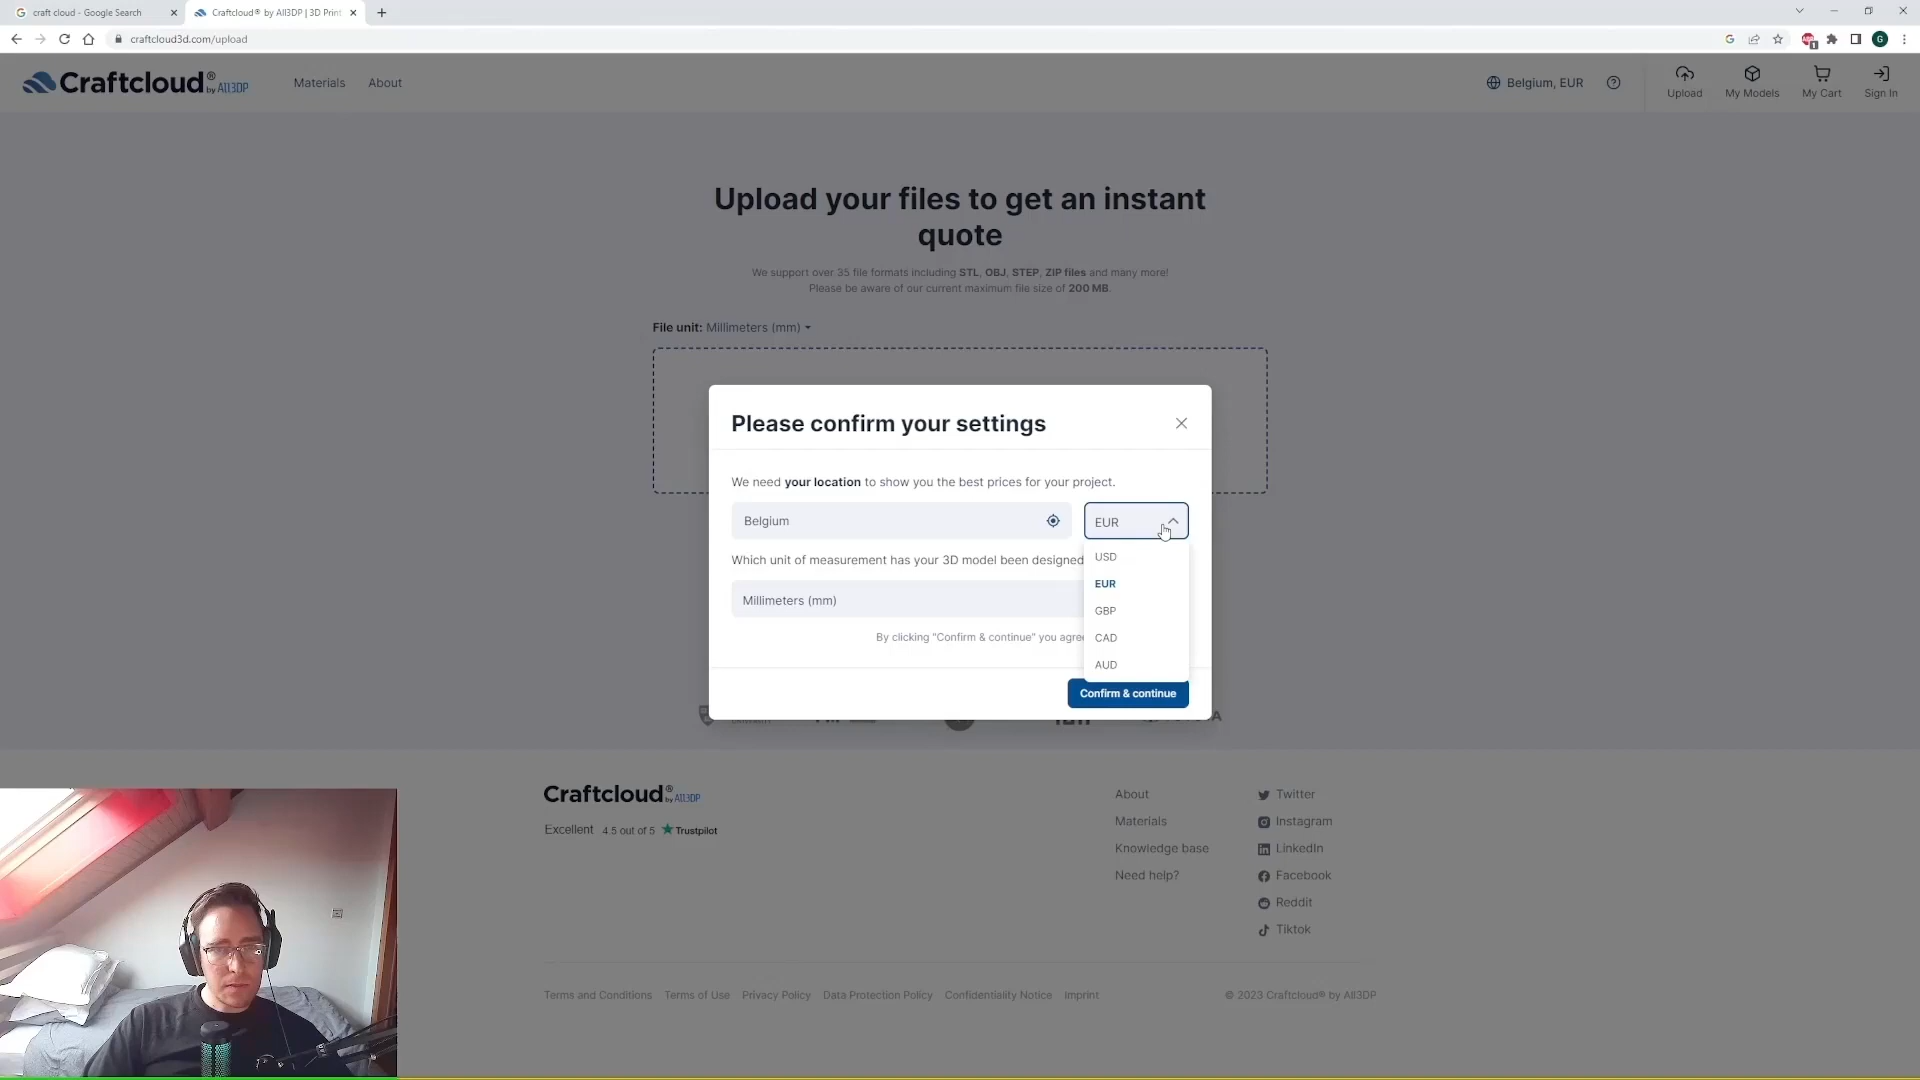 craft cloud - Google Search
Craftcloud® by All3DP | 3D Print
craftcloud3d.com/upload
Craftcloud® by All3DP
Materials
About
Belgium, EUR
Upload
My Models
My Cart
Sign In
Upload your files to get an instant
quote
We support over 35 file formats including STL, OBJ, STEP, ZIP files and many more!
Please be aware of our current maximum file size of 200 MB.
File unit: Millimeters (mm)
Please confirm your settings
We need your location to show you the best prices for your project.
Belgium
EUR
USD
EUR
GBP
CAD
AUD
Which unit of measurement has your 3D model been designed
Millimeters (mm)
By clicking "Confirm & continue" you agree
Confirm & continue
Craftcloud® by All3DP
Excellent 4.5 out of 5 Trustpilot
About
Materials
Knowledge base
Need help?
Twitter
Instagram
LinkedIn
Facebook
Reddit
Tiktok
Terms and Conditions
Terms of Use
Privacy Policy
Data Protection Policy
Confidentiality Notice
Imprint
© 2023 Craftcloud® by All3DP